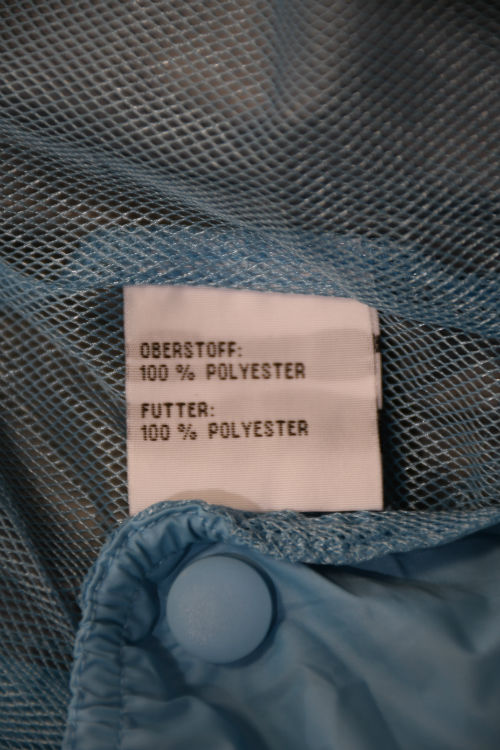 OBERSTOFF:
100 % POLYESTER
FUTTER:
100 % POLYESTER